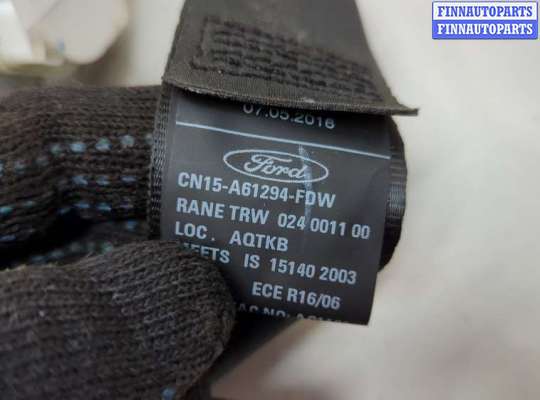 FINNAUTOPARTS
FINNAUTOPARTS
07.05.2016
Ford
CN15-A61294-FDW
RANE TRW 024 0011 00
LOC. AQTKB
MEETS IS 15140 2003
ECE R16/06